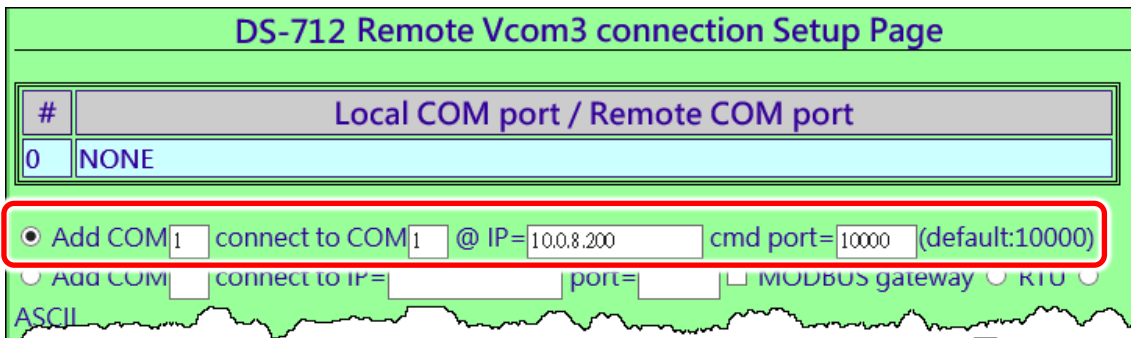 DS-712 Remote Vcom3 connection Setup Page
# Local COM port / Remote COM port
0 NONE
Add COM 1 connect to COM 1 @ IP= 10.0.8.200 cmd port= 10000 (default:10000)
Add COM connect to IP= port= MODBUS gateway RTU
ASCII